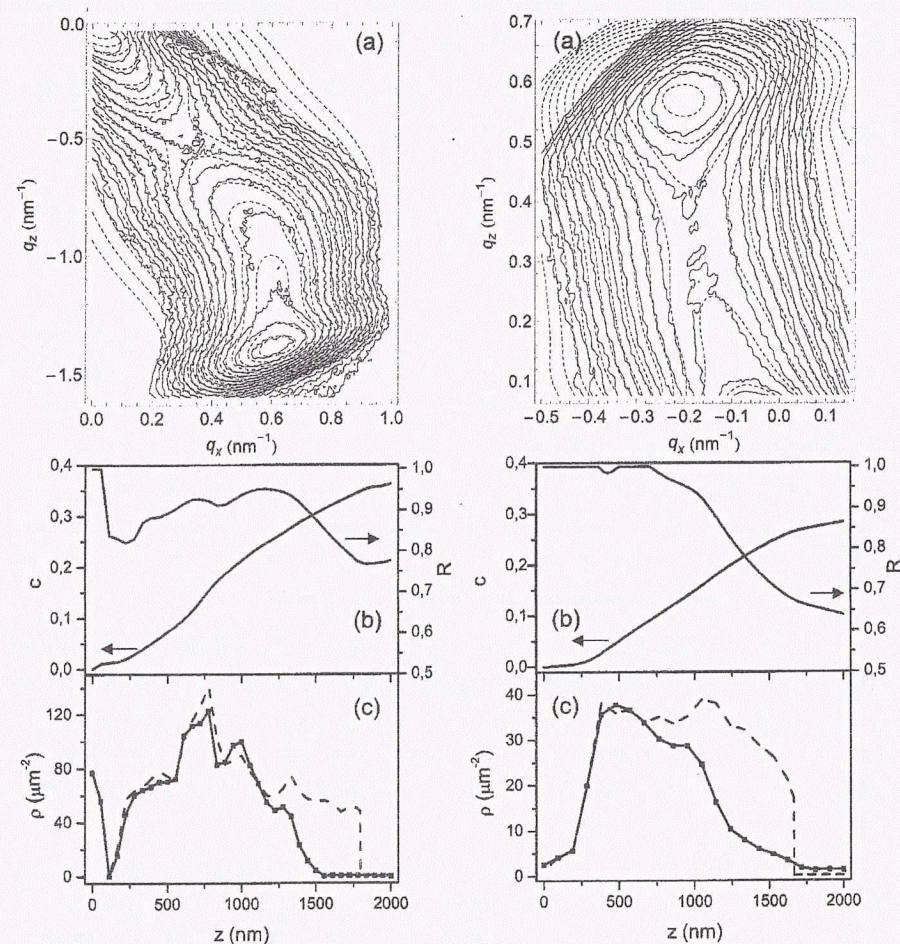 (a)
0.0
−0.5
−1.0
−1.5
q_z (nm⁻¹)
0.0 0.2 0.4 0.6 0.8 1.0
q_x (nm⁻¹)
(a)
0.7
0.6
0.5
0.4
0.3
0.2
0.1
q_z (nm⁻¹)
−0.5 −0.4 −0.3 −0.2 −0.1 0.0 0.1
q_x (nm⁻¹)
0,4
0,3
0,2
0,1
0,0
c
(b)
1,0
0,9
0,8
0,7
0,6
0,5
R
0,4
0,3
0,2
0,1
0,0
c
(b)
1,0
0,9
0,8
0,7
0,6
0,5
R
120
80
40
0
ρ (μm⁻²)
(c)
0 500 1000 1500 2000
z (nm)
40
30
20
10
0
ρ (μm⁻²)
(c)
0 500 1000 1500 2000
z (nm)